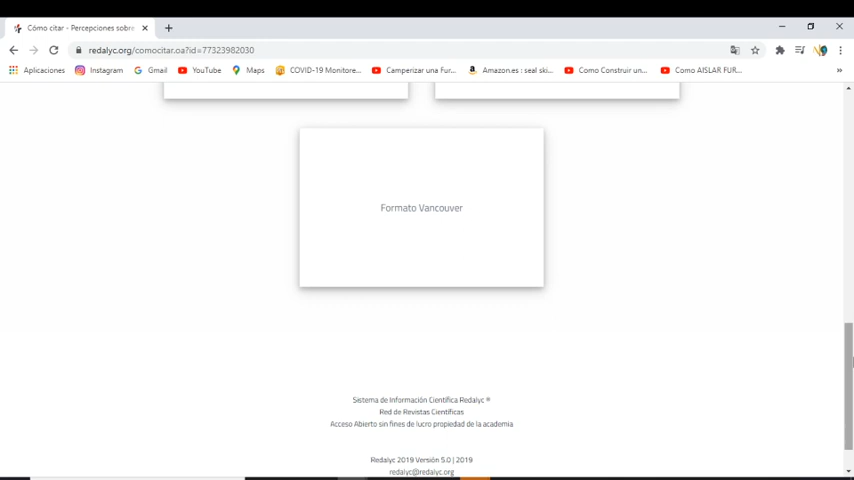 Cómo citar - Percepciones sobre
redalyc.org/comocitar.oa?id=77323982030
Aplicaciones
Instagram
Gmail
YouTube
Maps
COVID-19 Monitore...
Camperizar una Fur...
Amazon.es : seal ski...
Como Construir un...
Como AISLAR FUR...
Formato Vancouver
Sistema de Información Científica Redalyc ®
Red de Revistas Científicas
Acceso Abierto sin fines de lucro propiedad de la academia
Redalyc 2019 Versión 5.0 | 2019
redalyc@redalyc.org